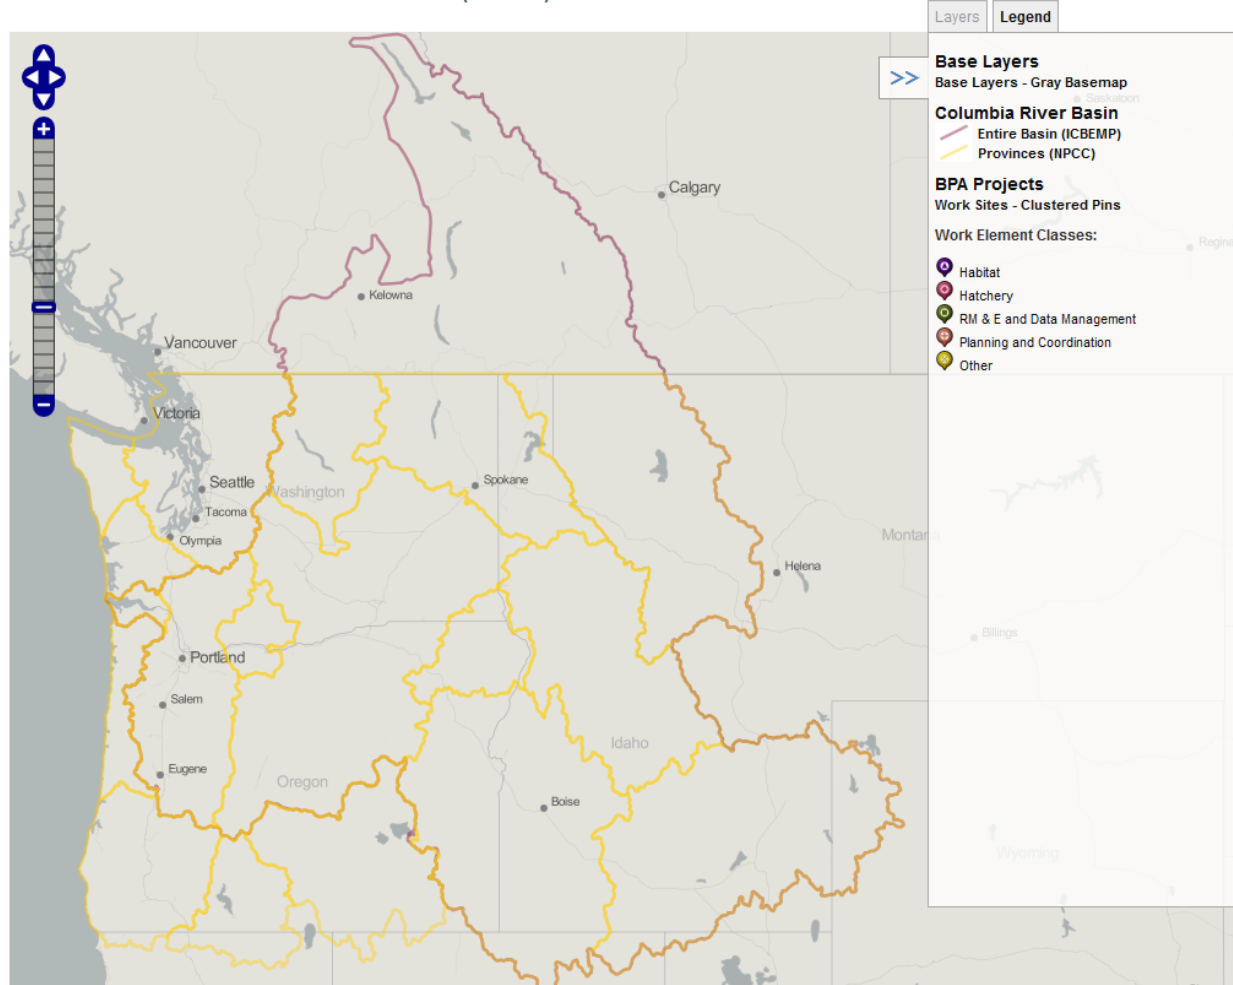 Layers
Legend
>>
Base Layers
Base Layers - Gray Basemap
Saskatoon
Columbia River Basin
Entire Basin (ICBEMP)
Provinces (NPCC)
BPA Projects
Work Sites - Clustered Pins
Calgary
Work Element Classes:
Regina
Habitat
Hatchery
Kelowna
RM & E and Data Management
Planning and Coordination
Vancouver
Other
Victoria
Seattle
Spokane
Washington
Tacoma
Olympia
Montana
Helena
Billings
Portland
Salem
Idaho
Eugene
Oregon
Boise
Wyoming